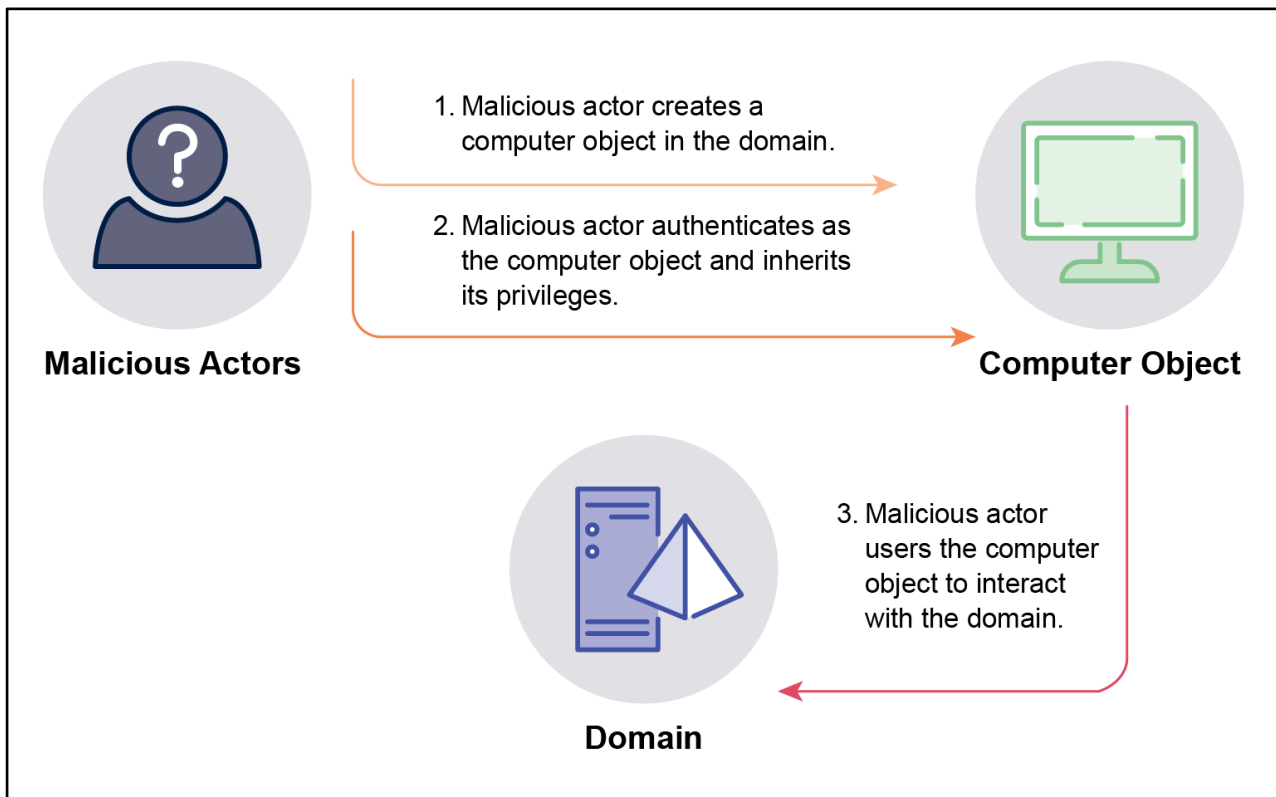 1. Malicious actor creates a
computer object in the domain.
2. Malicious actor authenticates as
the computer object and inherits
its privileges.
Malicious Actors
Computer Object
3. Malicious actor
users the computer
object to interact
with the domain.
Domain